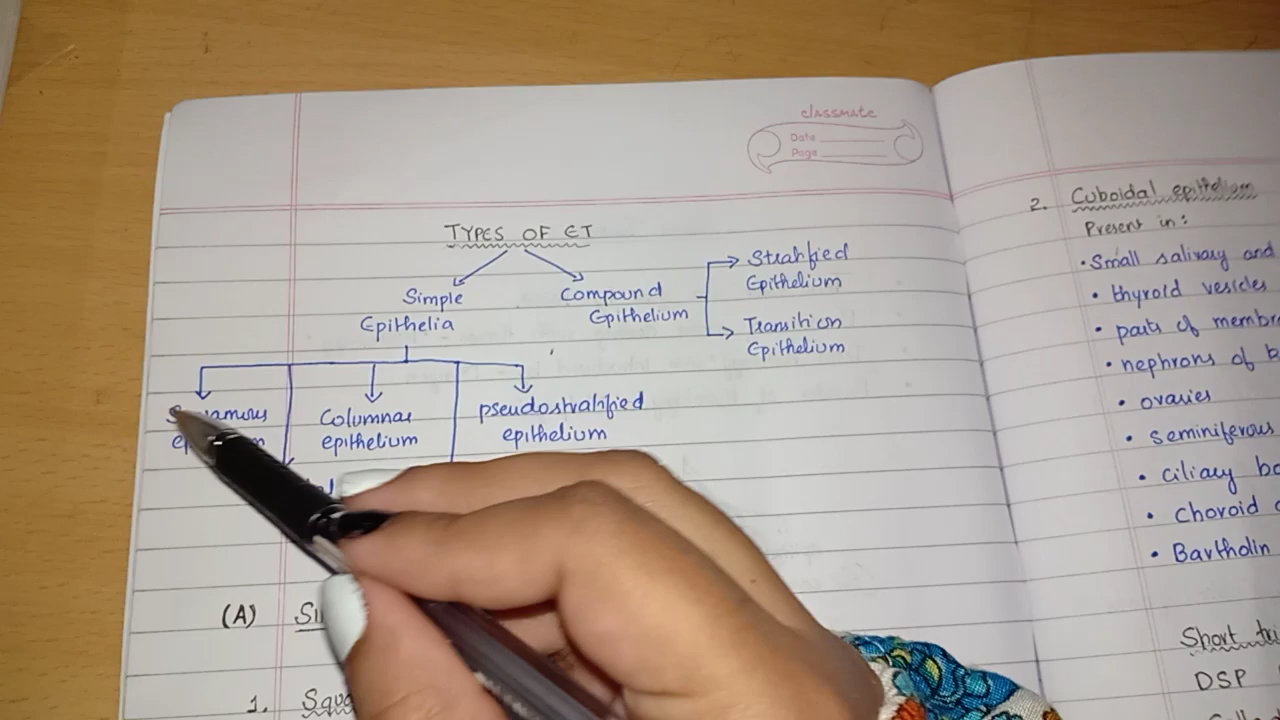 classmate
Date
Page
TYPES OF ET
Simple
Epithelia
Compound
Epithelium
Stratified
Epithelium
Transition
Epithelium
Columnar
epithelium
pseudostratified
epithelium
(A)
1.
2. Cuboidal epithelium
Present in:
• Small salivary and
• thyroid vesicles
• parts of
• nephrons of
• ovaries
• seminiferous
• ciliary
• choroid
• Bartholin
Short
DSP